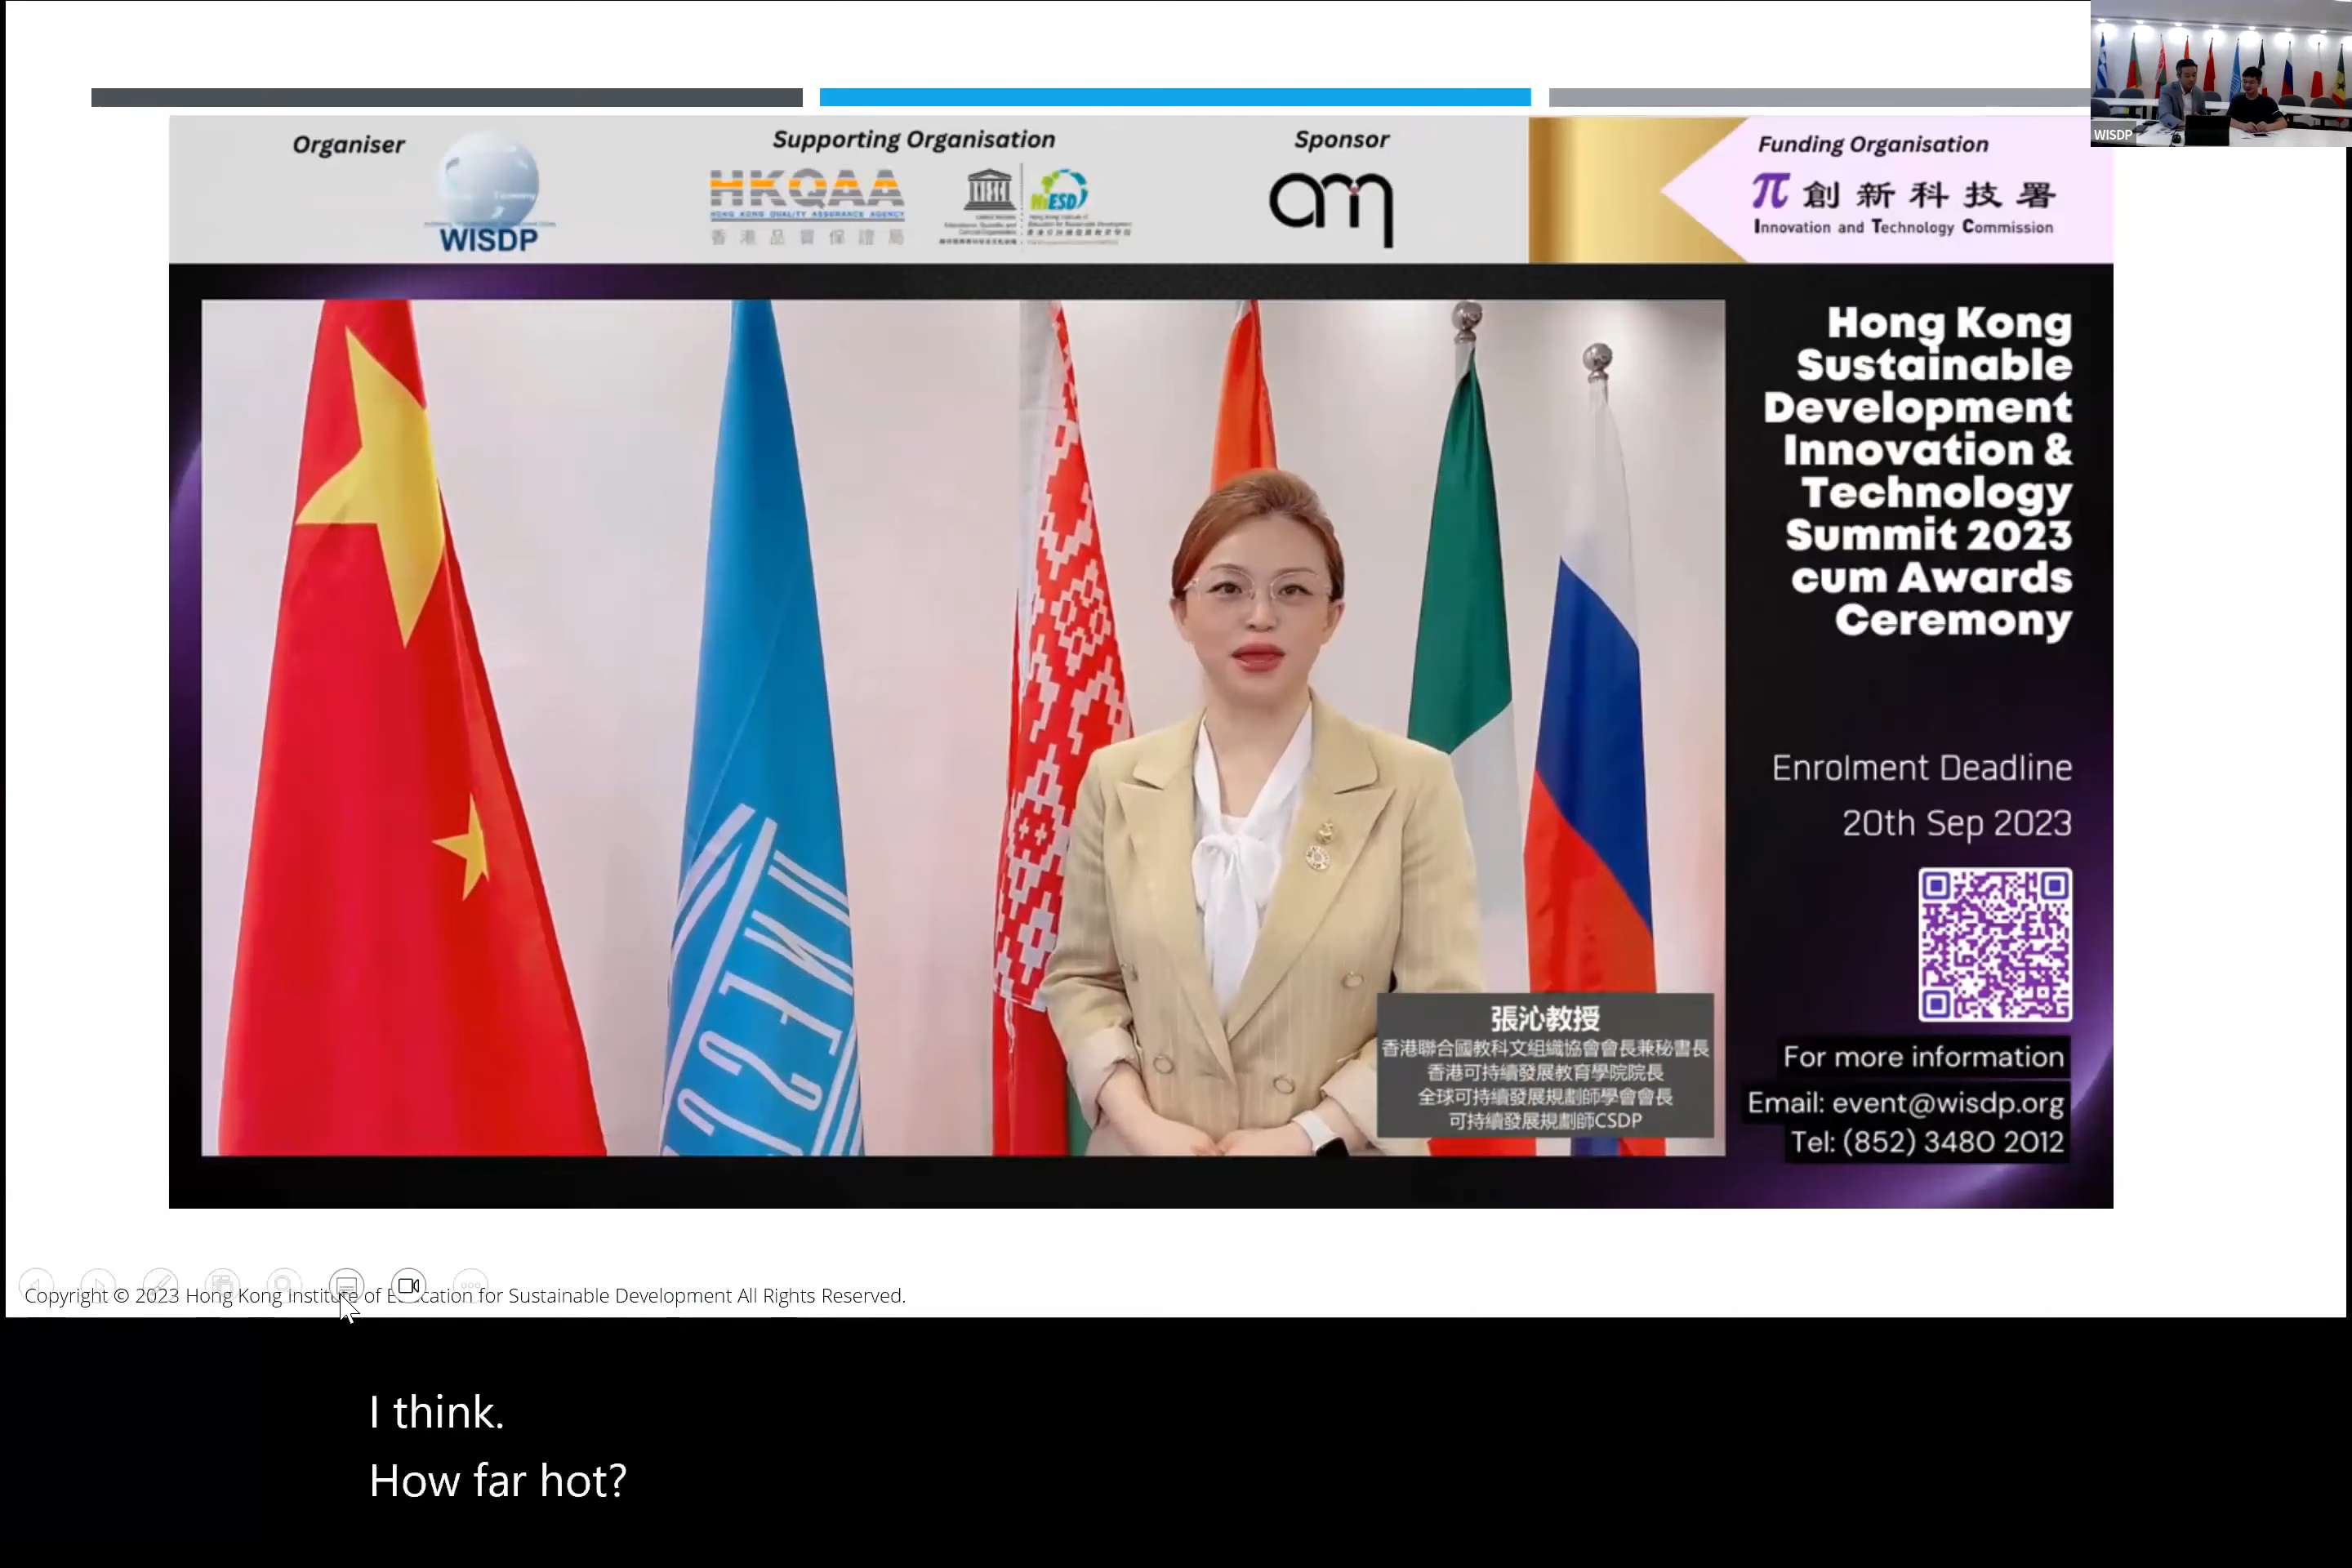 WISDP
Organiser
WISDP
Supporting Organisation
HKQAA
HONG KONG QUALITY ASSURANCE AGENCY
香港品質保證局
HiESD
Sponsor
am
Funding Organisation
創新科技署
Innovation and Technology Commission
Hong Kong
Sustainable
Development
Innovation &
Technology
Summit 2023
cum Awards
Ceremony
Enrolment Deadline
20th Sep 2023
UNESCO
張沁教授
香港聯合國教科文組織協會會長兼秘書長
香港可持續發展教育學院院長
全球可持續發展規劃師學會會長
可持續發展規劃師CSDP
For more information
Email: event@wisdp.org
Tel: (852) 3480 2012
Copyright © 2023 Hong Kong Institute of Education for Sustainable Development All Rights Reserved.
I think.
How far hot?